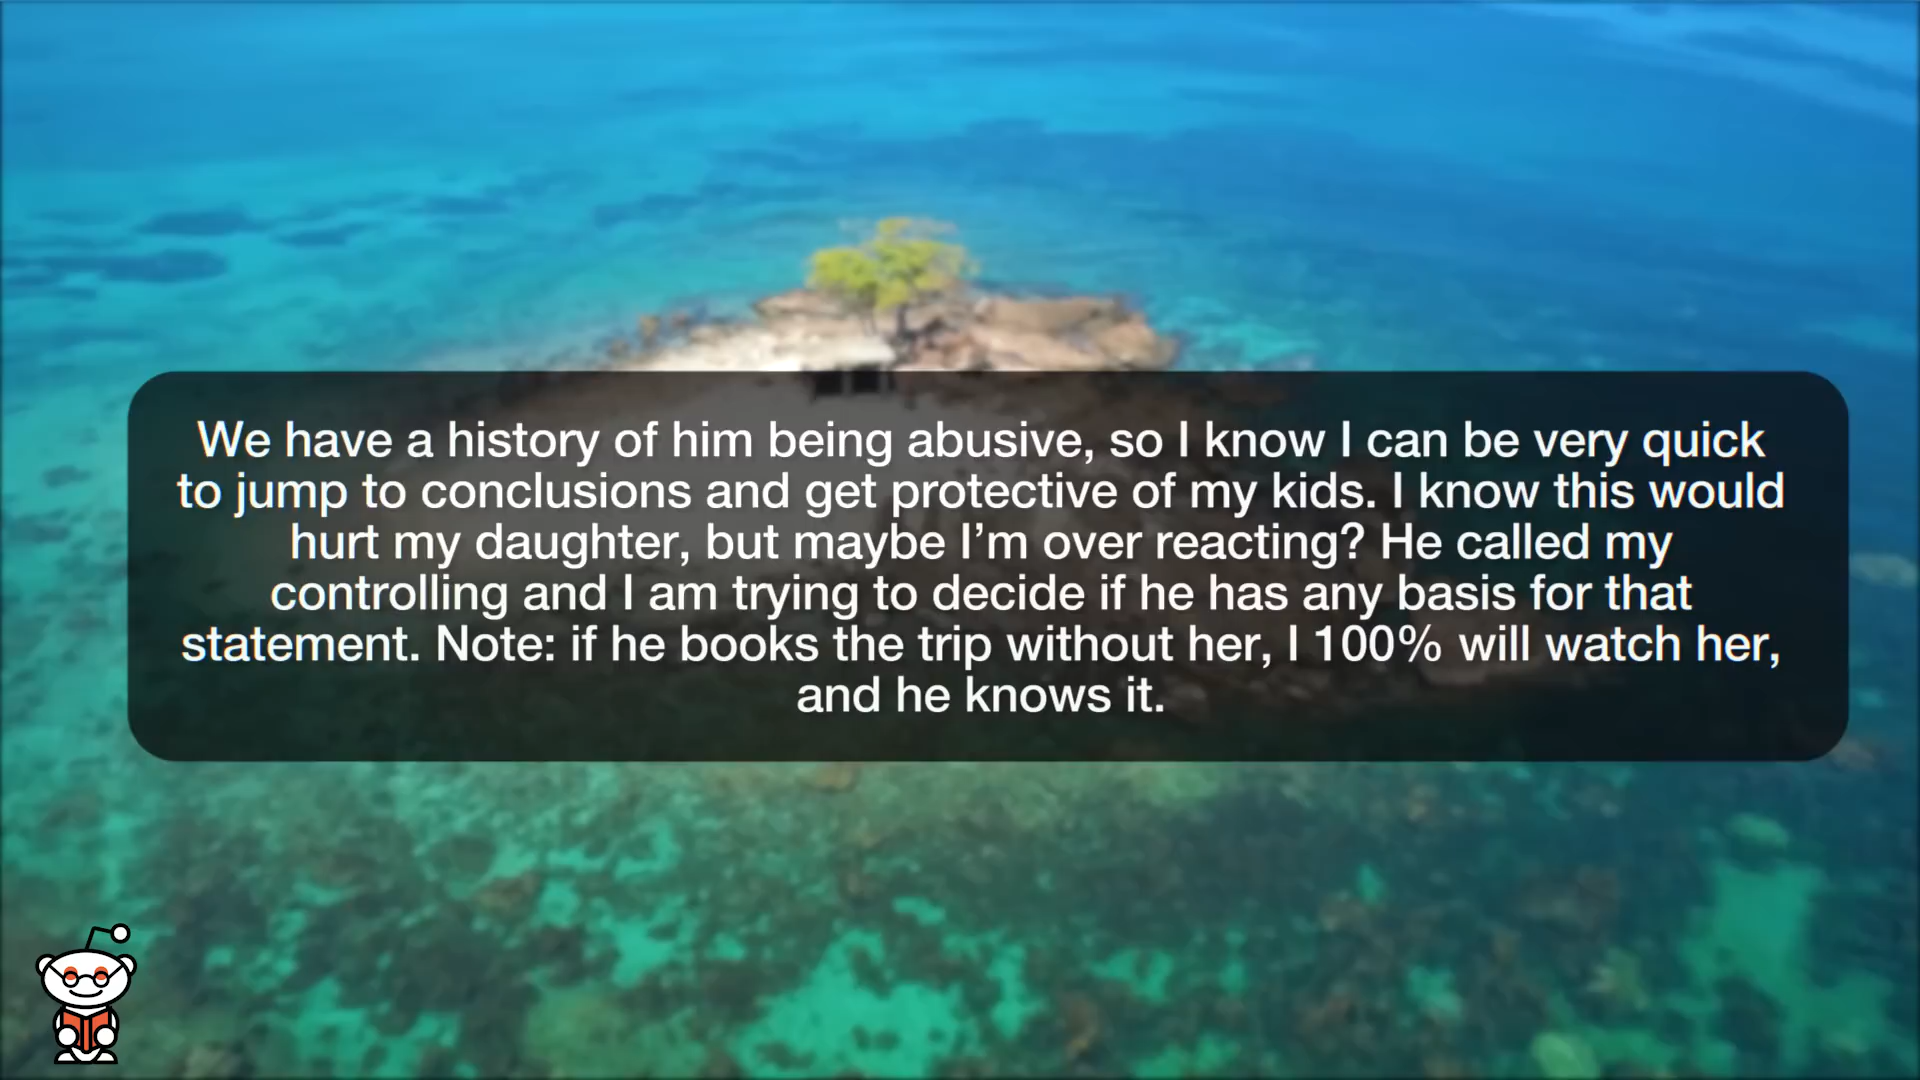 We have a history of him being abusive, so I know I can be very quick
to jump to conclusions and get protective of my kids. I know this would
hurt my daughter, but maybe I’m over reacting? He called my
controlling and I am trying to decide if he has any basis for that
statement. Note: if he books the trip without her, I 100% will watch her,
and he knows it.